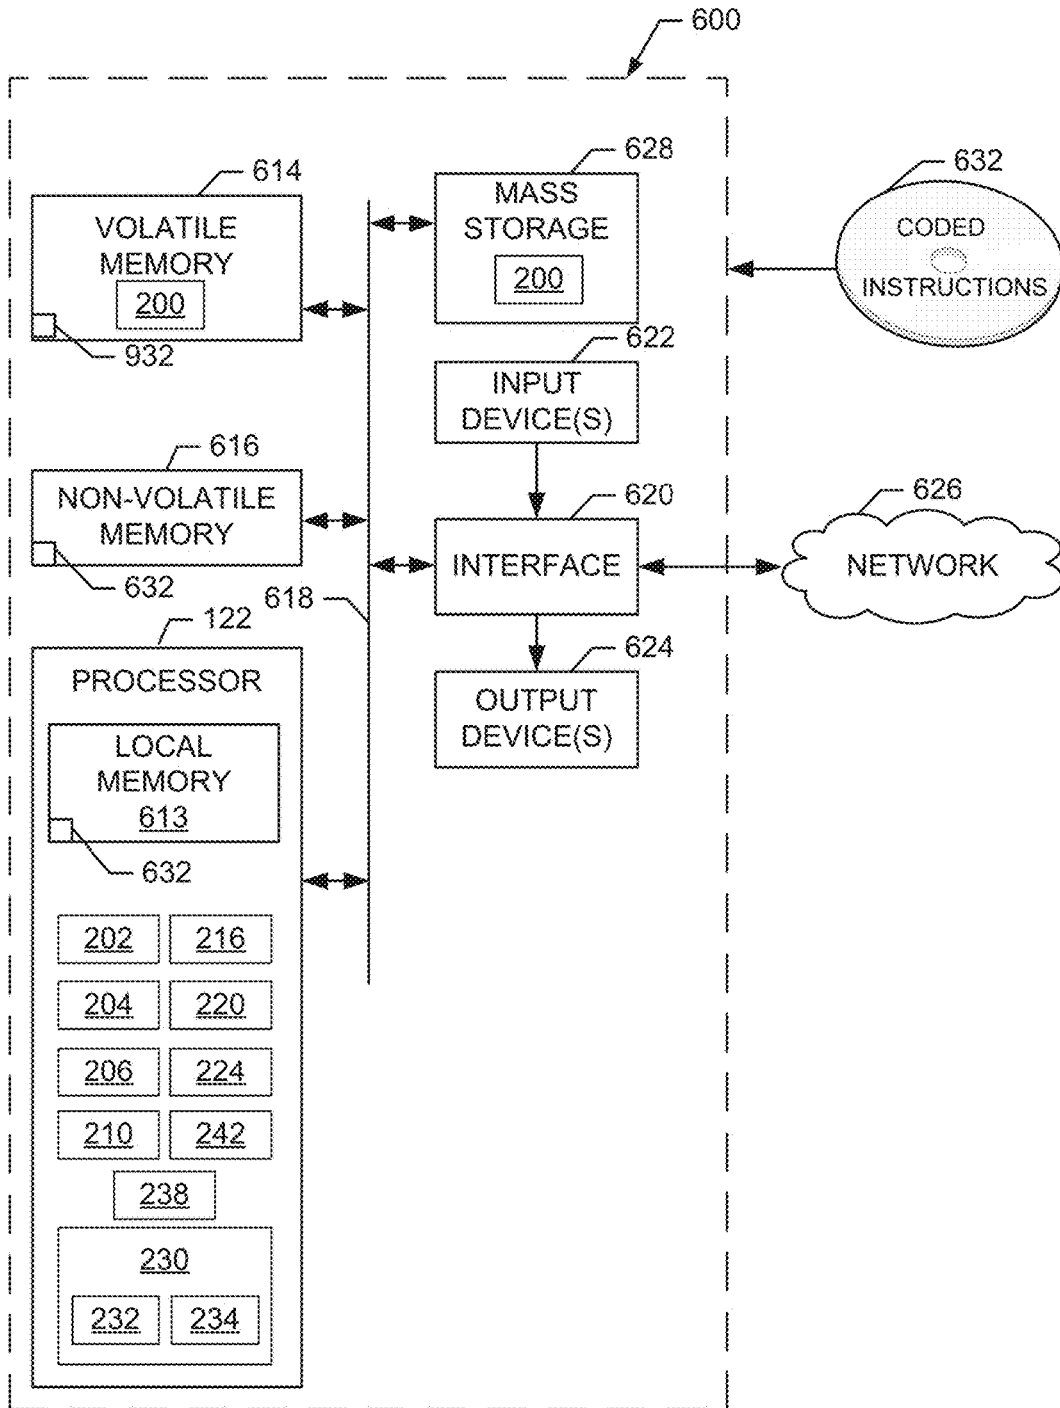 600
614
VOLATILE
MEMORY
200
932
628
MASS
STORAGE
200
632
CODED
INSTRUCTIONS
622
INPUT
DEVICE(S)
616
NON-VOLATILE
MEMORY
632
620
INTERFACE
626
NETWORK
618
624
OUTPUT
DEVICE(S)
122
PROCESSOR
LOCAL
MEMORY
613
632
202 216
204 220
206 224
210 242
238
230
232 234